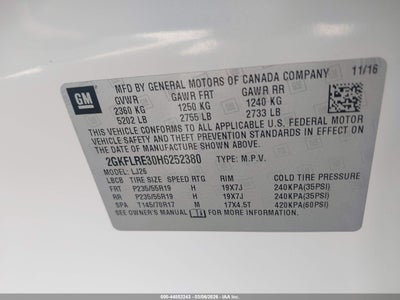 GM
MFD BY GENERAL MOTORS OF CANADA COMPANY
11/16
GVWR GAWR FRT GAWR RR
2360 KG 1250 KG 1240 KG
5202 LB 2755 LB 2733 LB
THIS VEHICLE CONFORMS TO ALL APPLICABLE U.S. FEDERAL MOTOR
VEHICLE SAFETY AND THEFT PREVENTION STANDARDS IN EFFECT ON
THE DATE OF MANUFACTURE SHOWN ABOVE.
2GKFLRE30H6252380 TYPE: M.P.V.
MODEL: LJ26
TIRE SIZE SPEED RTG RIM COLD TIRE PRESSURE
FRT P235/55R19 H 19X7J 240KPA(35PSI)
RR P235/55R19 H 19X7J 240KPA(35PSI)
SPA T145/70R17 M 17X4.5T 420KPA(60PSI)
SEE OWNER'S MANUAL FOR MORE INFORMATION.